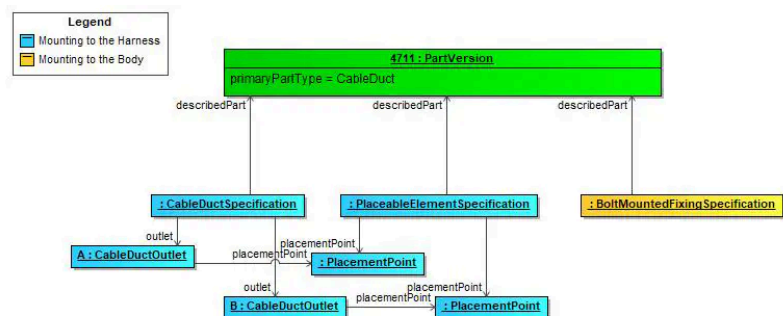 Legend
Mounting to the Harness
Mounting to the Body
4711 : PartVersion
primaryPartType = CableDuct
describedPart
describedPart
describedPart
: CableDuctSpecification
: PlaceableElementSpecification
: BoltMountedFixingSpecification
outlet
placementPoint
placementPoint
A : CableDuctOutlet
: PlacementPoint
outlet
placementPoint
placementPoint
B : CableDuctOutlet
: PlacementPoint